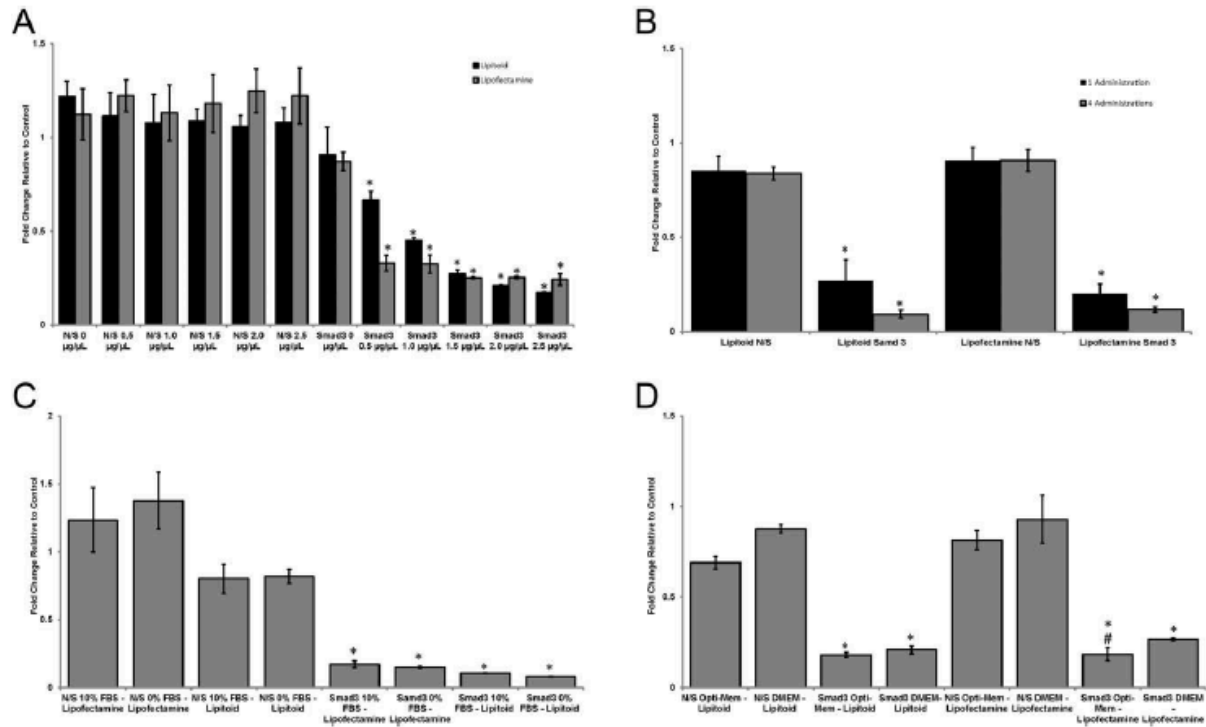 A
1.5
1
0.5
0
Fold Change Relative to Control
Lipitoid
Lipofectamine
* * * * * * * * * *
N/S 0 N/S 0.5 N/S 1.0 N/S 1.5 N/S 2.0 N/S 2.5 Smad3 0 Smad3 Smad3 Smad3 Smad3 Smad3
µg/µL µg/µL µg/µL µg/µL µg/µL µg/µL µg/µL 0.5 µg/µL 1.0 µg/µL 1.5 µg/µL 2.0 µg/µL 2.5 µg/µL
B
1.5
1
0.5
0
Fold Change Relative to Control
1 Administration
4 Administrations
* * * *
Lipitoid N/S Lipitoid Samd 3 Lipofectamine N/S Lipofectamine Smad 3
C
2
1.5
1
0.5
0
Fold Change Relative to Control
* * * *
N/S 10% FBS - N/S 0% FBS - N/S 10% FBS - N/S 0% FBS - Smad3 10% Samd3 0% Smad3 10% Smad3 0%
Lipofectamine Lipofectamine Lipitoid Lipitoid FBS - FBS - FBS - Lipitoid FBS - Lipitoid
Lipofectamine Lipofectamine
D
1.5
1
0.5
0
Fold Change Relative to Control
* * * # *
N/S Opti-Mem - N/S DMEM - Smad3 Opti- Smad3 DMEM- N/S Opti-Mem - N/S DMEM - Smad3 Opti- Smad3 DMEM
Lipitoid Lipitoid Mem - Lipitoid Lipitoid Lipofectamine Lipofectamine Mem - -
Lipofectamine Lipofectamine